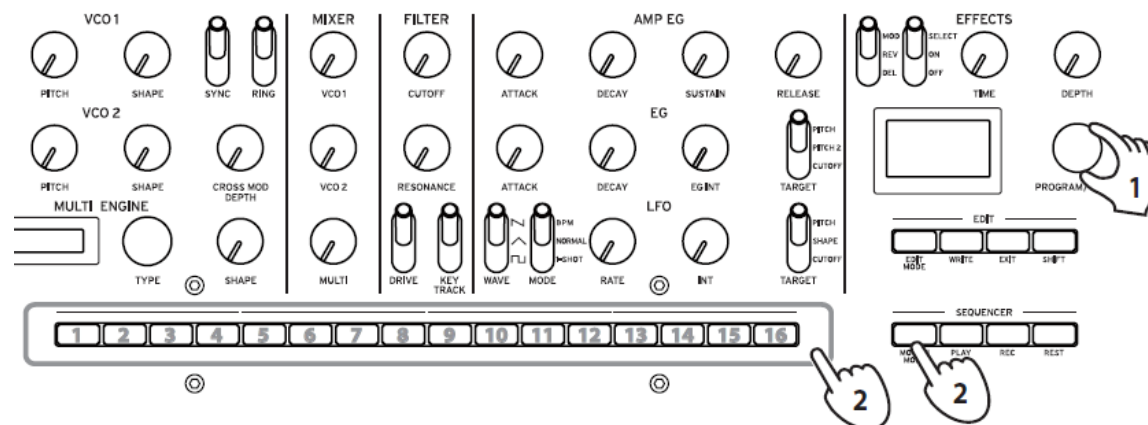 VCO 1 MIXER FILTER AMP EG EFFECTS
MOD SELECT
REV ON
DEL OFF
PITCH SHAPE SYNC RING VCO1 CUTOFF ATTACK DECAY SUSTAIN RELEASE TIME DEPTH
VCO 2 EG
PITCH
PITCH 2
CUTOFF
PITCH SHAPE CROSS MOD DEPTH VCO 2 RESONANCE ATTACK DECAY EG INT TARGET PROGRAM/
1
MULTI ENGINE LFO EDIT
BPM PITCH
NORMAL SHAPE
1-SHOT CUTOFF
EDIT MODE WRITE EXIT SHIFT
TYPE SHAPE MULTI DRIVE KEY TRACK WAVE MODE RATE INT TARGET
SEQUENCER
1 2 3 4 5 6 7 8 9 10 11 12 13 14 15 16
PLAY REC REST
2 2